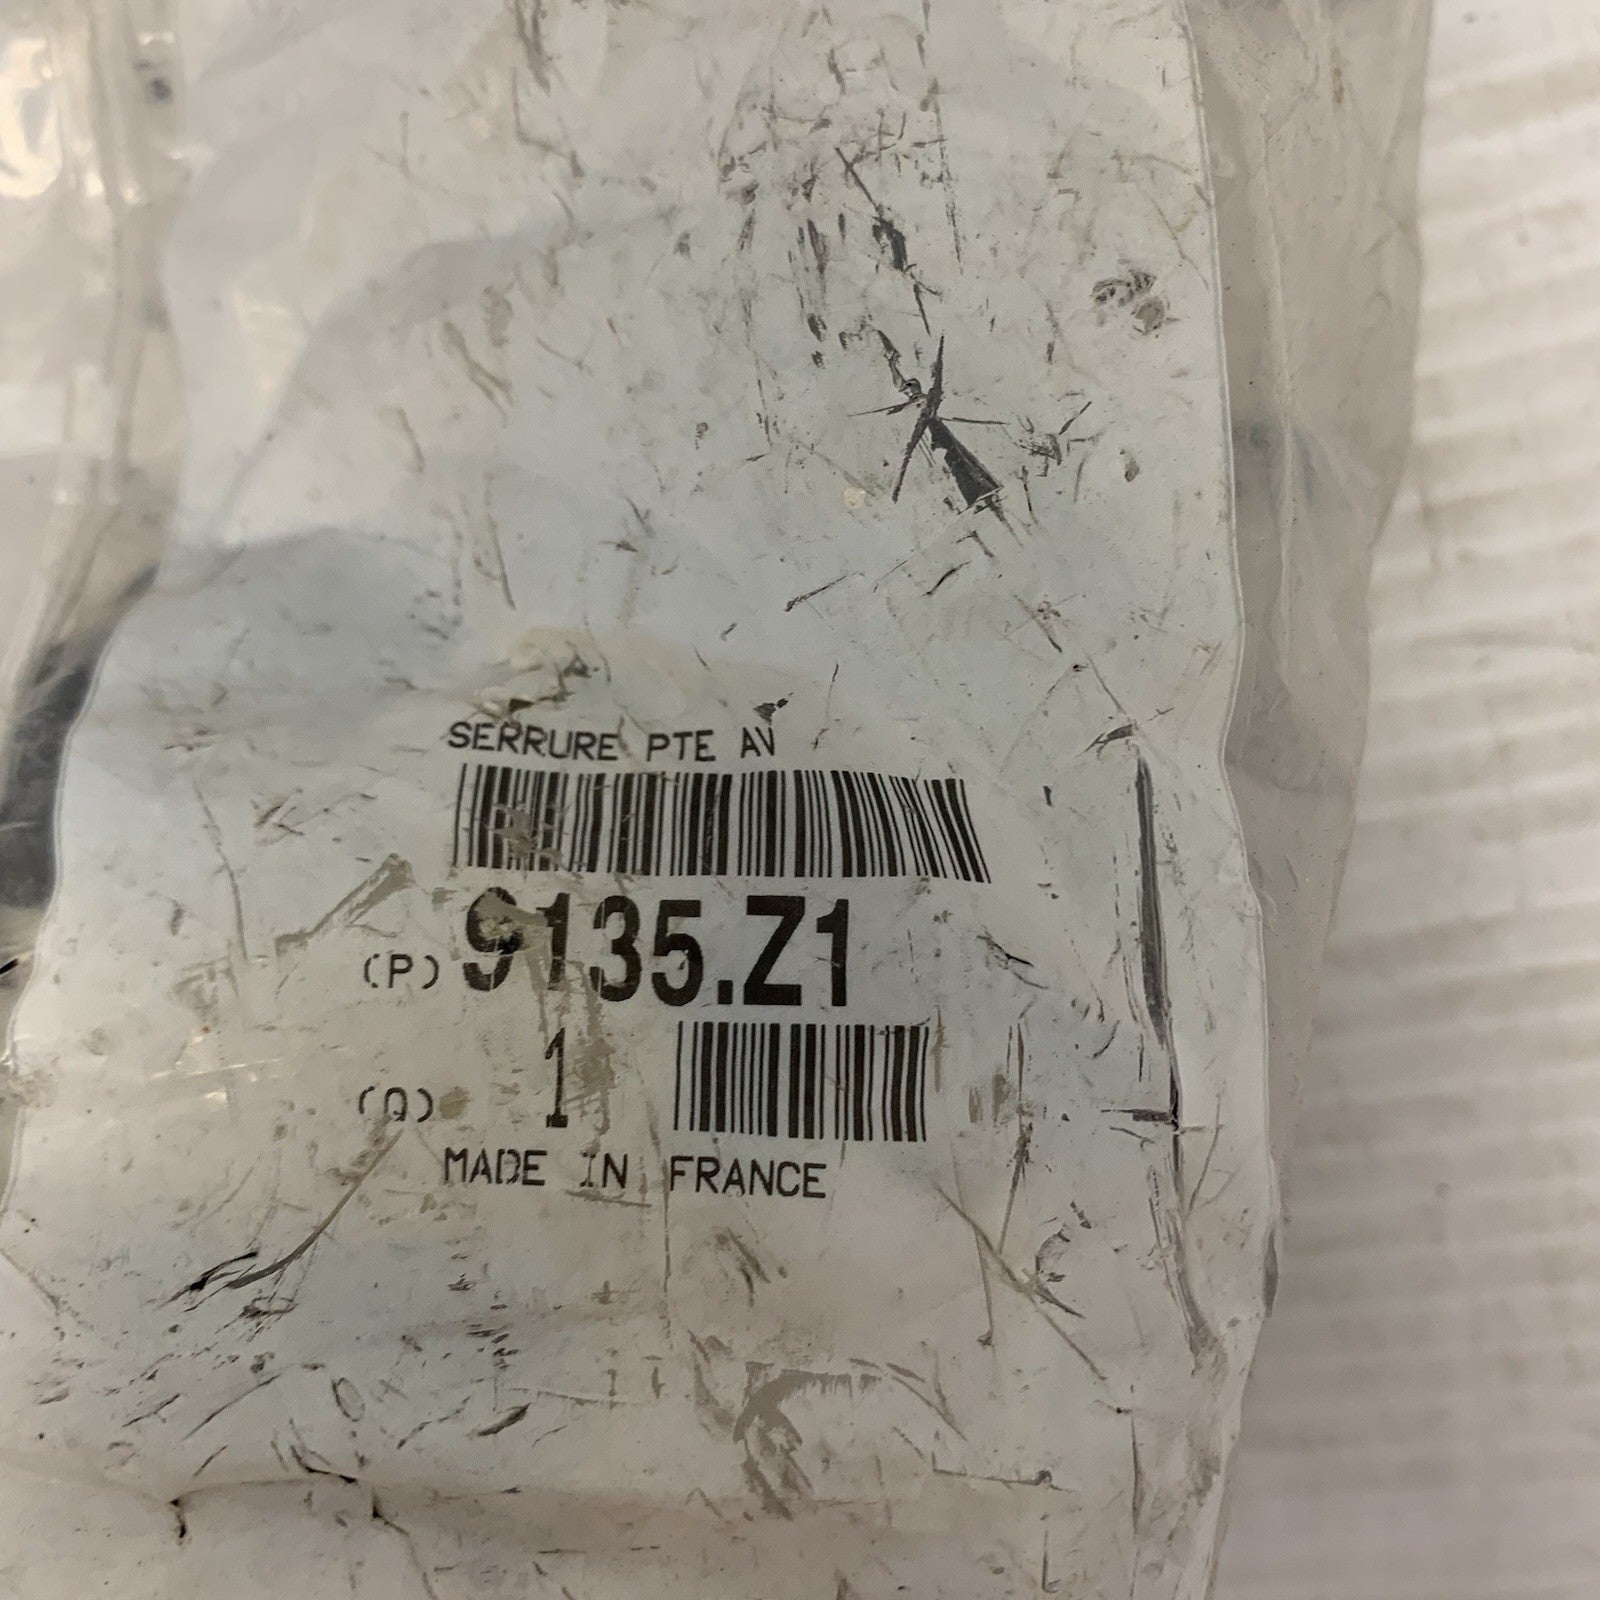 SERRURE PTE AV
(P) 9135.Z1
(Q) 1
MADE IN FRANCE